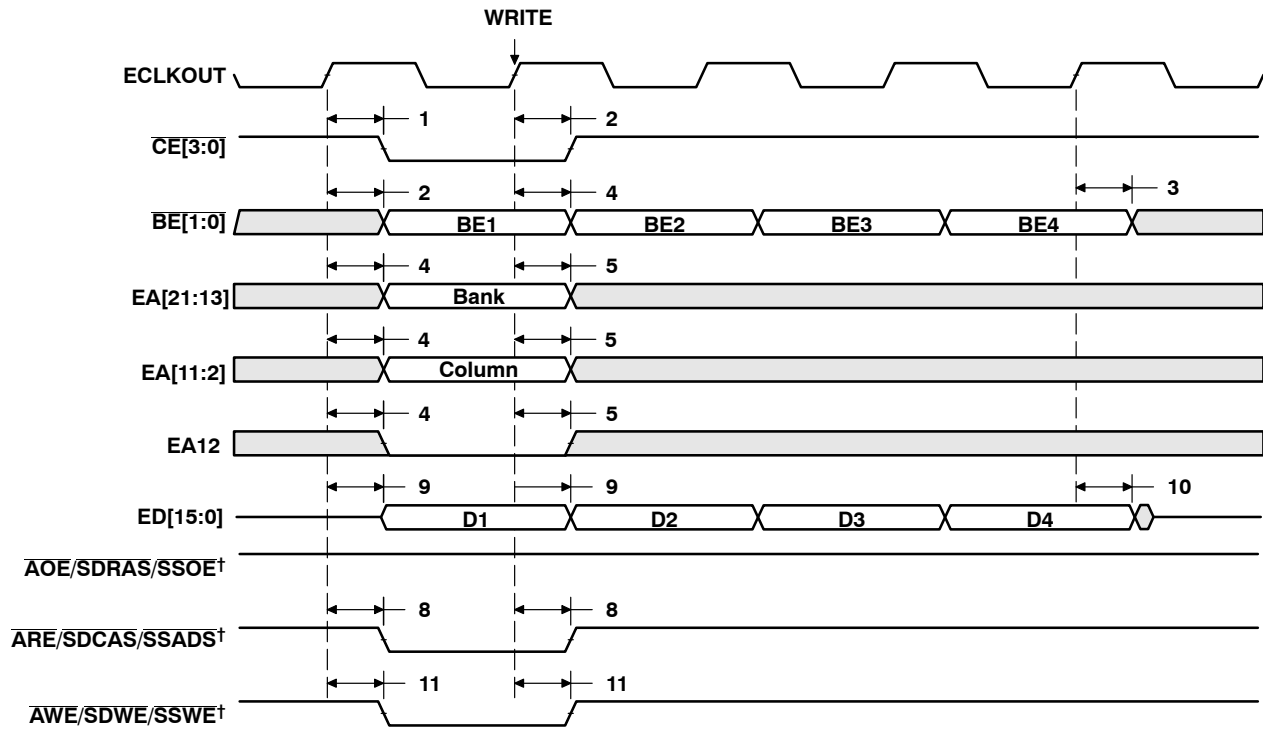 WRITE
ECLKOUT
1
2
CE[3:0]
2
4
3
BE[1:0]
BE1
BE2
BE3
BE4
4
5
EA[21:13]
Bank
4
5
EA[11:2]
Column
4
5
EA12
9
9
10
ED[15:0]
D1
D2
D3
D4
AOE/SDRAS/SSOE†
8
8
ARE/SDCAS/SSADS†
11
11
AWE/SDWE/SSWE†